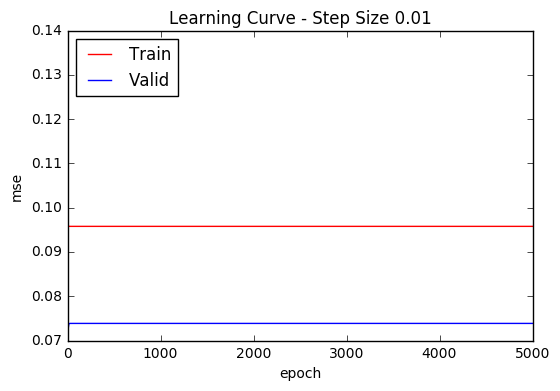 Learning Curve - Step Size 0.01
0.14
Train
Valid
0.13
0.12
0.11
mse
0.10
0.09
0.08
0.07
0 1000 2000 3000 4000 5000
epoch